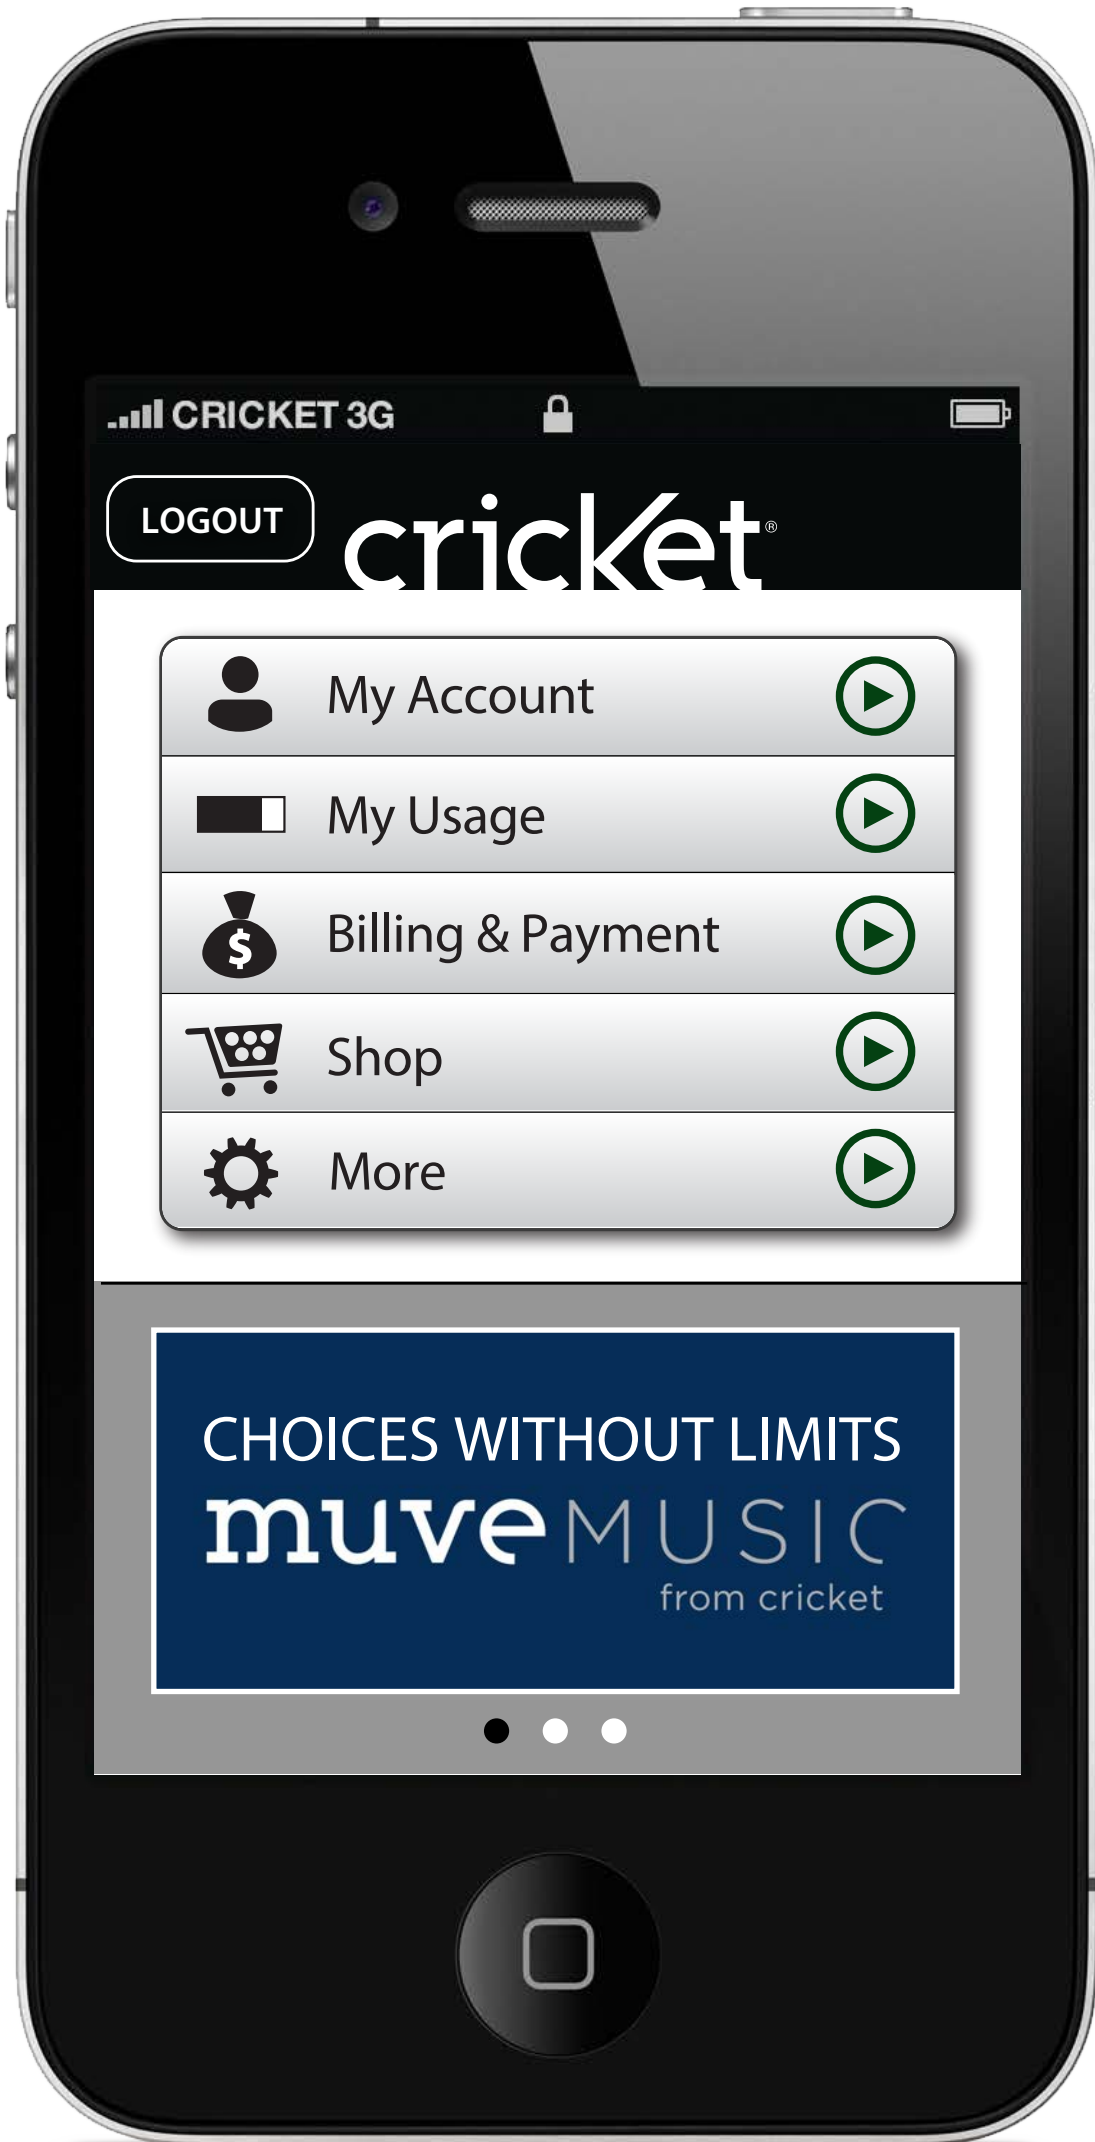 CRICKET 3G
LOGOUT
cricket®
My Account
My Usage
$
Billing & Payment
Shop
More
CHOICES WITHOUT LIMITS
muve MUSIC
from cricket